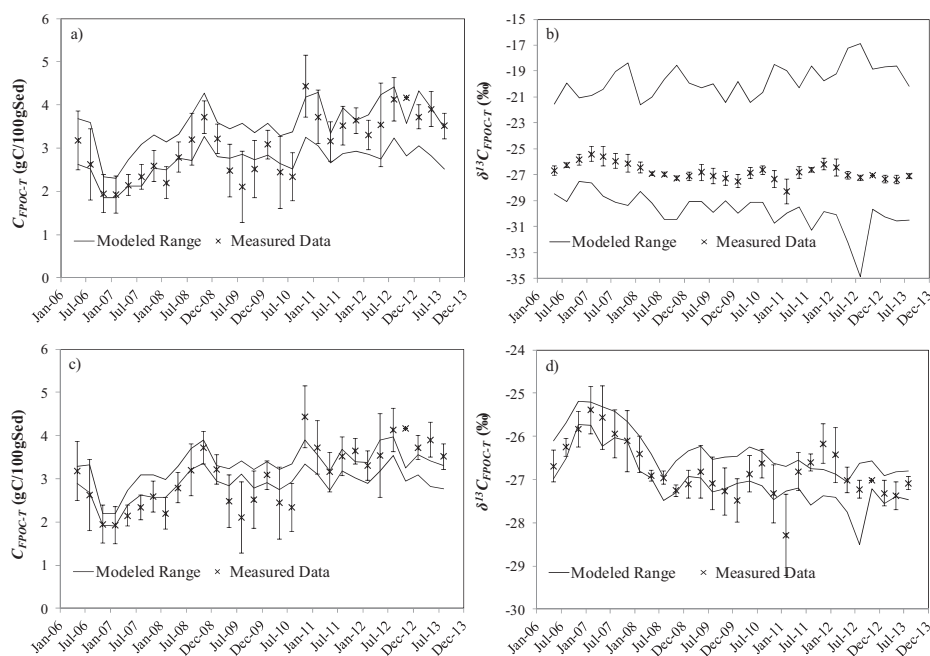 a)
C_FPOC-T (gC/100gSed)
6
5
4
3
2
1
0
Modeled Range × Measured Data
Jan-06 Jul-06 Jan-07 Jul-07 Jan-08 Jul-08 Dec-08 Jul-09 Dec-09 Jul-10 Jan-11 Jul-11 Jan-12 Jul-12 Dec-12 Jul-13 Dec-13
b)
δ¹³C_FPOC-T (‰)
-15
-17
-19
-21
-23
-25
-27
-29
-31
-33
-35
Modeled Range × Measured Data
Jan-06 Jul-06 Jan-07 Jul-07 Jan-08 Jul-08 Dec-08 Jul-09 Dec-09 Jul-10 Jan-11 Jul-11 Jan-12 Jul-12 Dec-12 Jul-13 Dec-13
c)
C_FPOC-T (gC/100gSed)
6
5
4
3
2
1
0
Modeled Range × Measured Data
Jan-06 Jul-06 Jan-07 Jul-07 Jan-08 Jul-08 Dec-08 Jul-09 Dec-09 Jul-10 Jan-11 Jul-11 Jan-12 Jul-12 Dec-12 Jul-13 Dec-13
d)
δ¹³C_FPOC-T (‰)
-24
-25
-26
-27
-28
-29
-30
Modeled Range × Measured Data
Jan-06 Jul-06 Jan-07 Jul-07 Jan-08 Jul-08 Dec-08 Jul-09 Dec-09 Jul-10 Jan-11 Jul-11 Jan-12 Jul-12 Dec-12 Jul-13 Dec-13